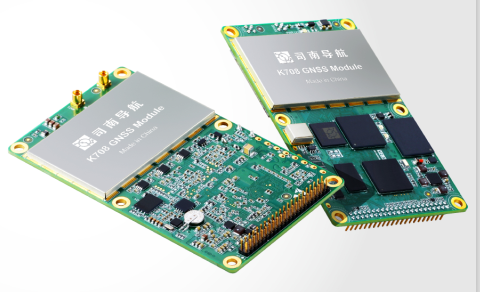 司南导航
K708 GNSS Module
Made in China
司南导航
K708 GNSS Module
Made in China